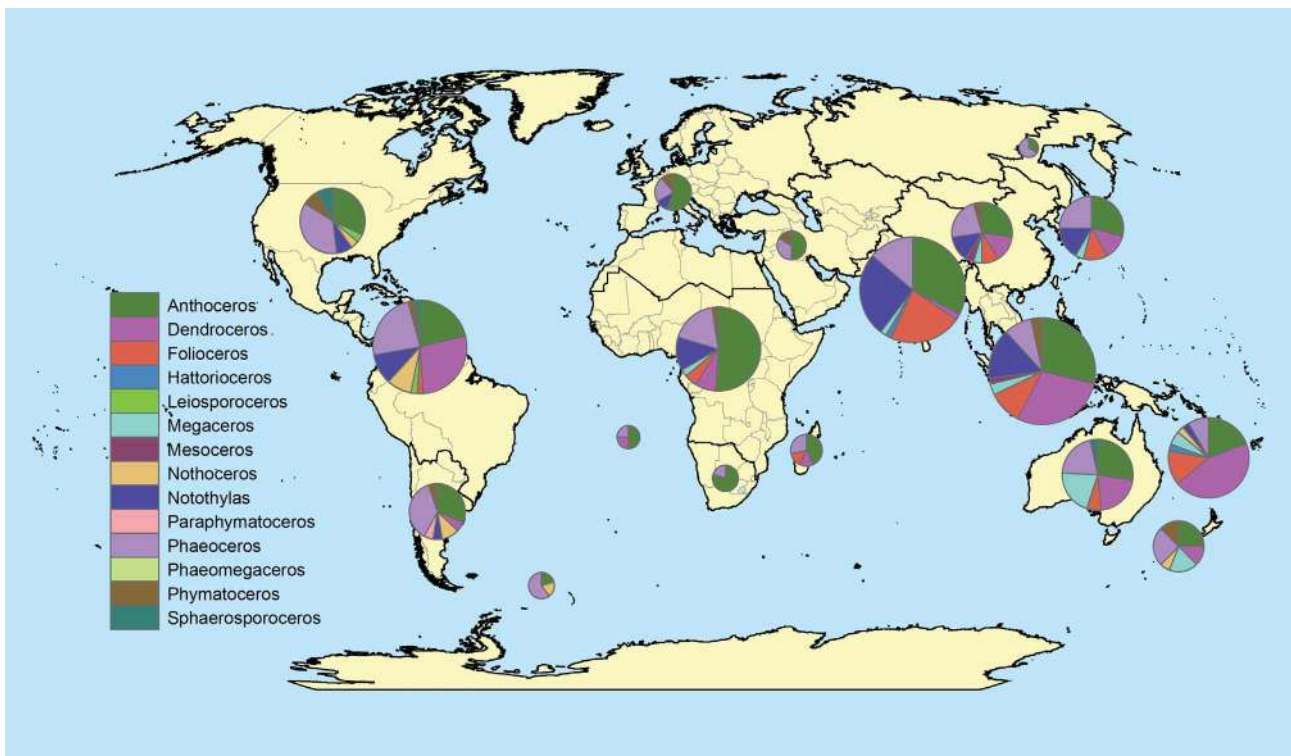 Anthoceros
Dendroceros
Folioceros
Hattorioceros
Leiosporoceros
Megaceros
Mesoceros
Nothoceros
Notothylas
Paraphymatoceros
Phaeoceros
Phaeomegaceros
Phymatoceros
Sphaerosporoceros